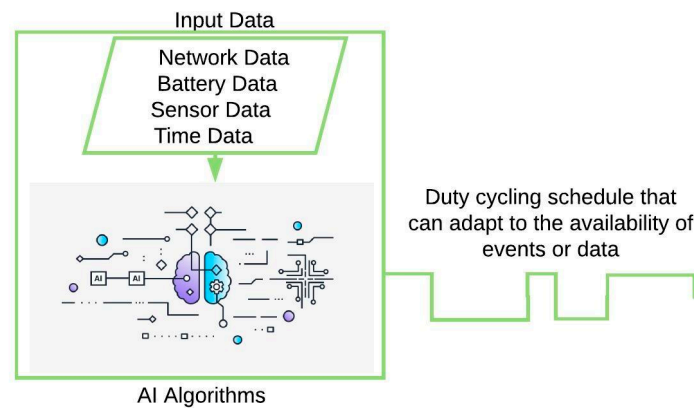 Input Data
Network Data
Battery Data
Sensor Data
Time Data
AI
AI
AI Algorithms
Duty cycling schedule that
can adapt to the availability of
events or data